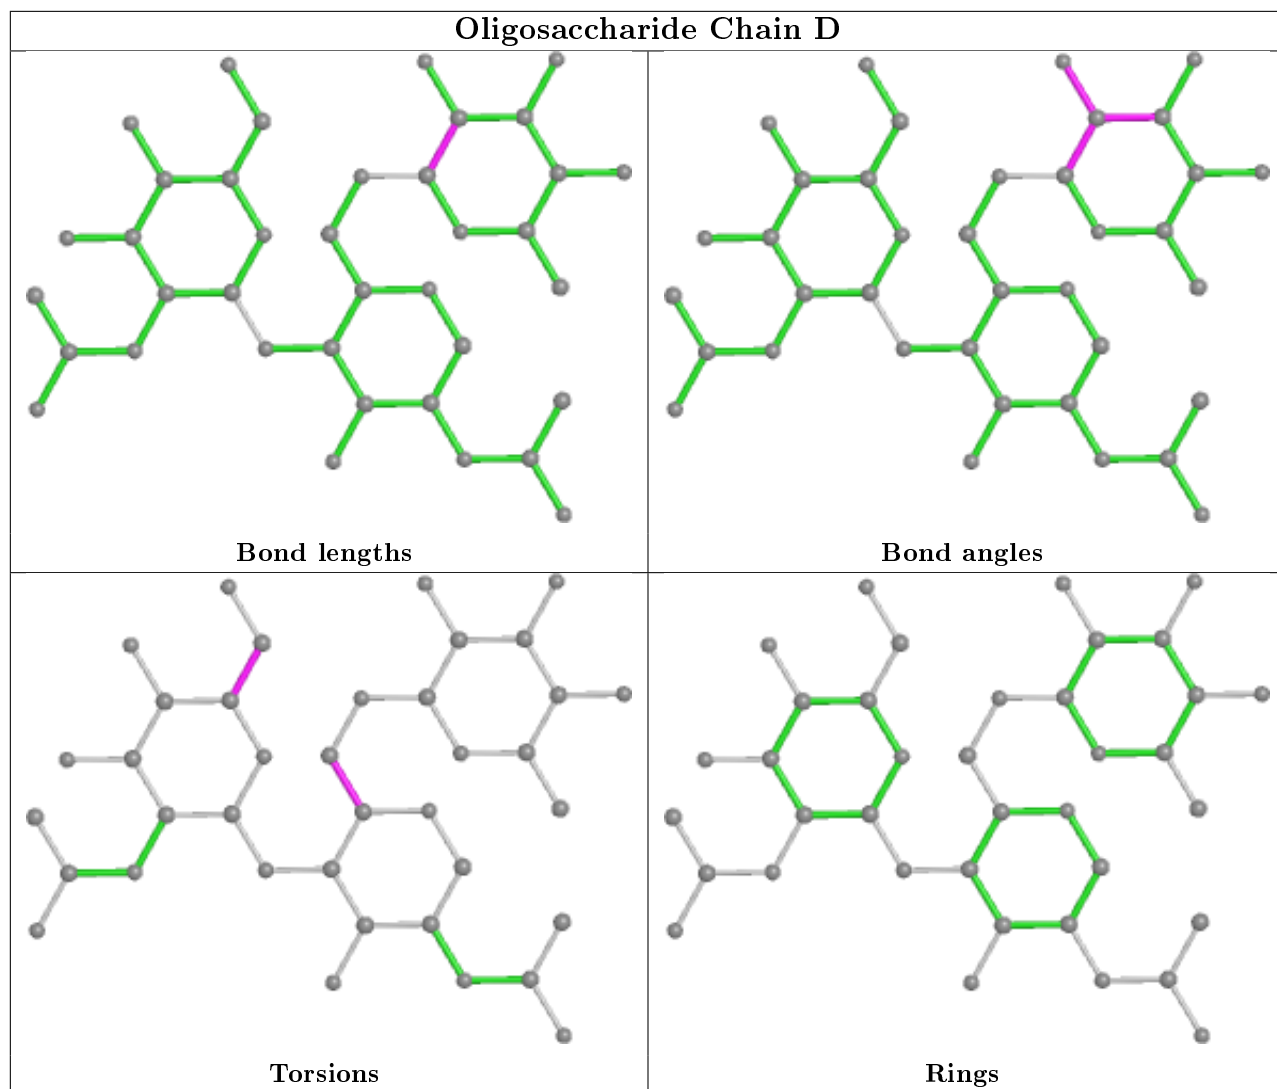 Oligosaccharide Chain D
Bond lengths
Bond angles
Torsions
Rings